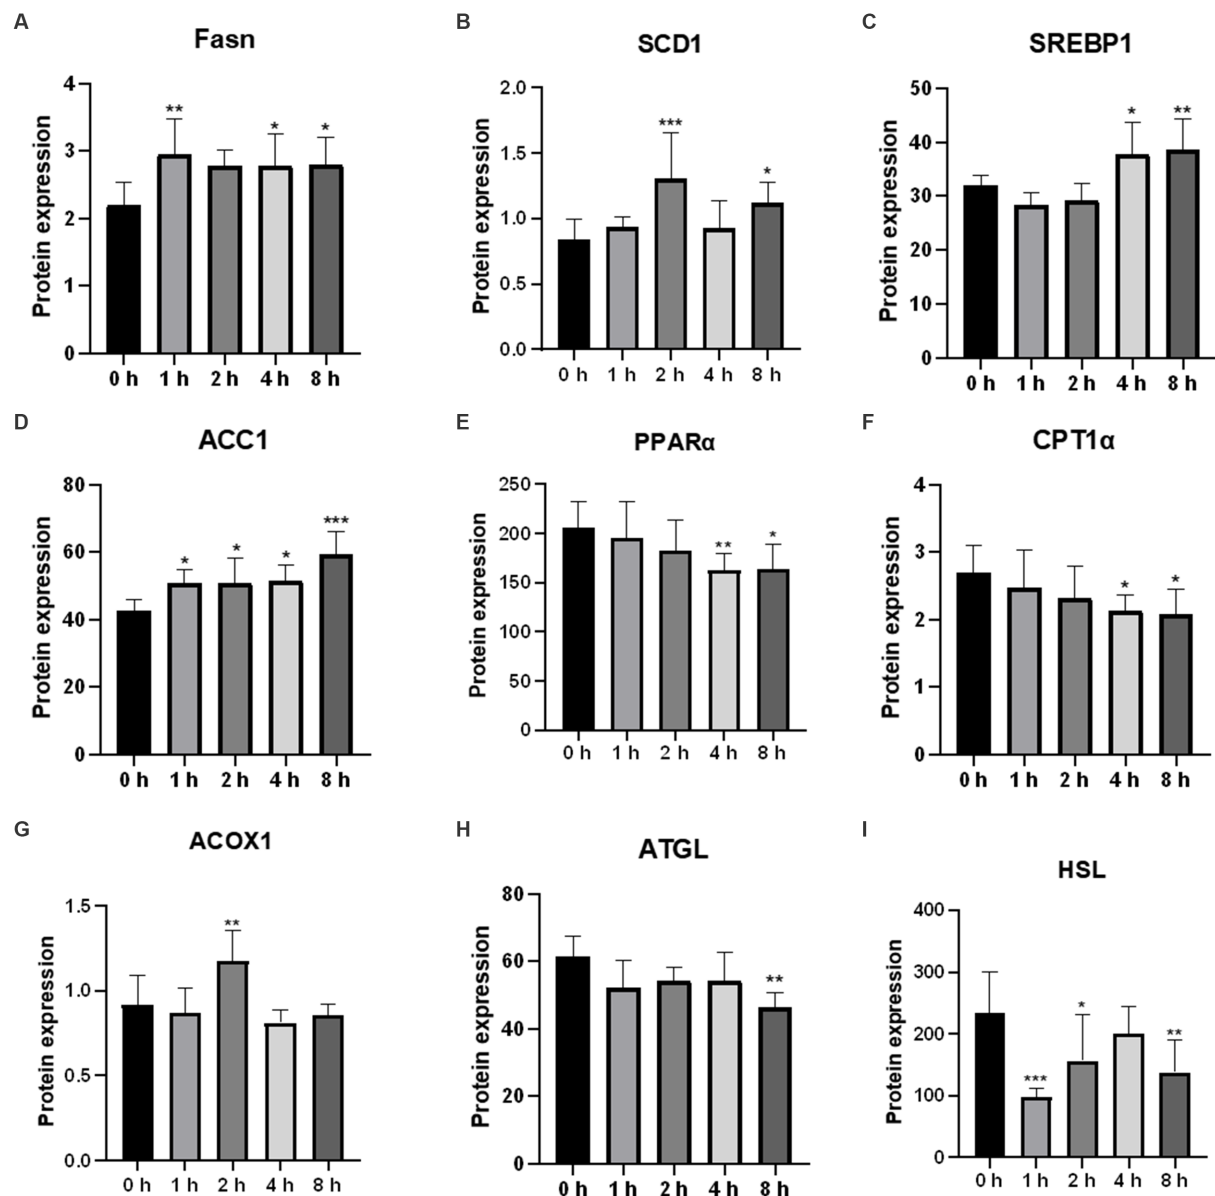 A
Fasn
Protein expression
4
3
2
1
0
**
*
*
0 h 1 h 2 h 4 h 8 h
B
SCD1
Protein expression
2.0
1.5
1.0
0.5
0.0
***
*
0 h 1 h 2 h 4 h 8 h
C
SREBP1
Protein expression
50
40
30
20
10
0
*
**
0 h 1 h 2 h 4 h 8 h
D
ACC1
Protein expression
80
60
40
20
0
*
*
*
***
0 h 1 h 2 h 4 h 8 h
E
PPARα
Protein expression
250
200
150
100
50
0
**
*
0 h 1 h 2 h 4 h 8 h
F
CPT1α
Protein expression
4
3
2
1
0
*
*
0 h 1 h 2 h 4 h 8 h
G
ACOX1
Protein expression
1.5
1.0
0.5
0.0
**
0 h 1 h 2 h 4 h 8 h
H
ATGL
Protein expression
80
60
40
20
0
**
0 h 1 h 2 h 4 h 8 h
I
HSL
Protein expression
400
300
200
100
0
***
*
**
0 h 1 h 2 h 4 h 8 h